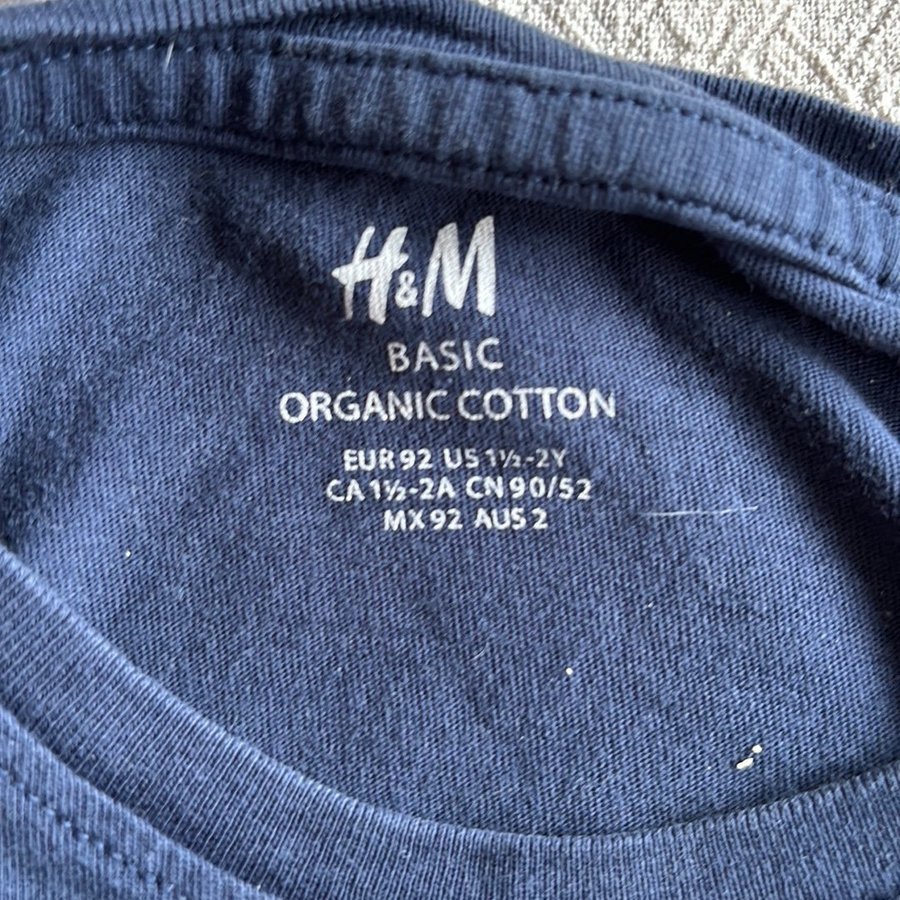 H&M
BASIC
ORGANIC COTTON
EUR 92 US 1½-2Y
CA 1½-2A CN 90/52
MX 92 AUS 2